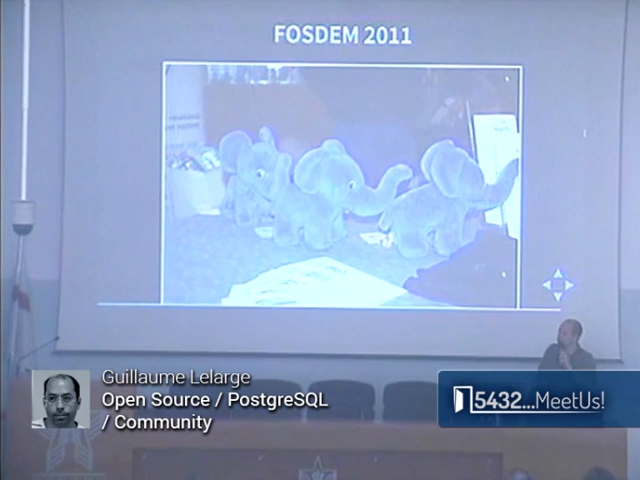 FOSDEM 2011
Guillaume Lelarge
Open Source / PostgreSQL
/ Community
5432...MeetUs!